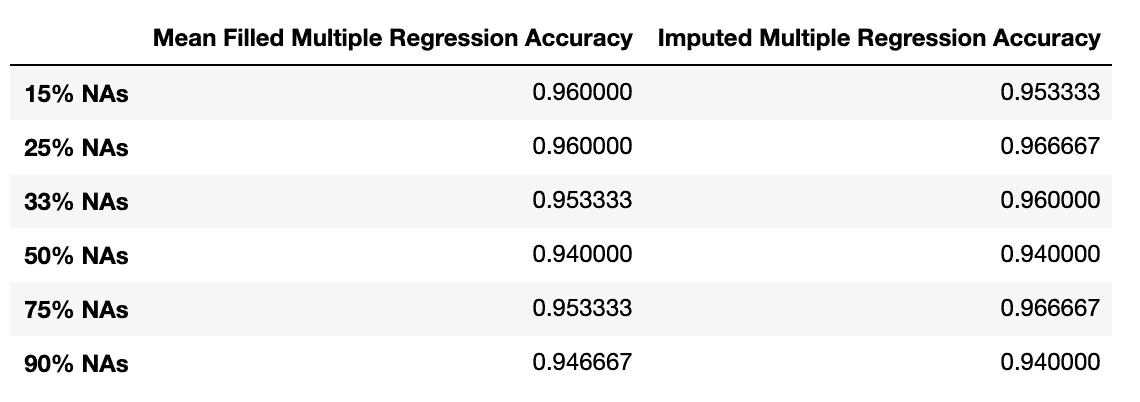 Mean Filled Multiple Regression Accuracy Imputed Multiple Regression Accuracy
15% NAs 0.960000 0.953333
25% NAs 0.960000 0.966667
33% NAs 0.953333 0.960000
50% NAs 0.940000 0.940000
75% NAs 0.953333 0.966667
90% NAs 0.946667 0.940000